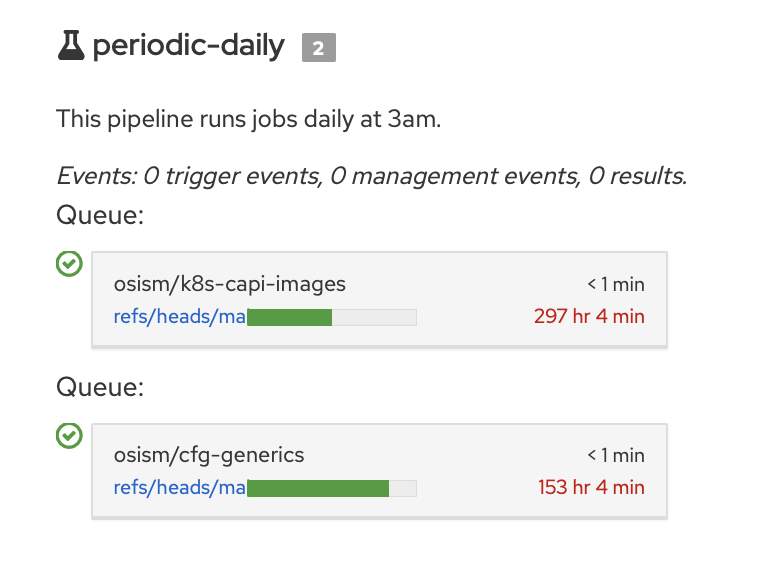 periodic-daily 2
This pipeline runs jobs daily at 3am.
Events: 0 trigger events, 0 management events, 0 results.
Queue:
osism/k8s-capi-images < 1 min
refs/heads/ma 297 hr 4 min
Queue:
osism/cfg-generics < 1 min
refs/heads/ma 153 hr 4 min